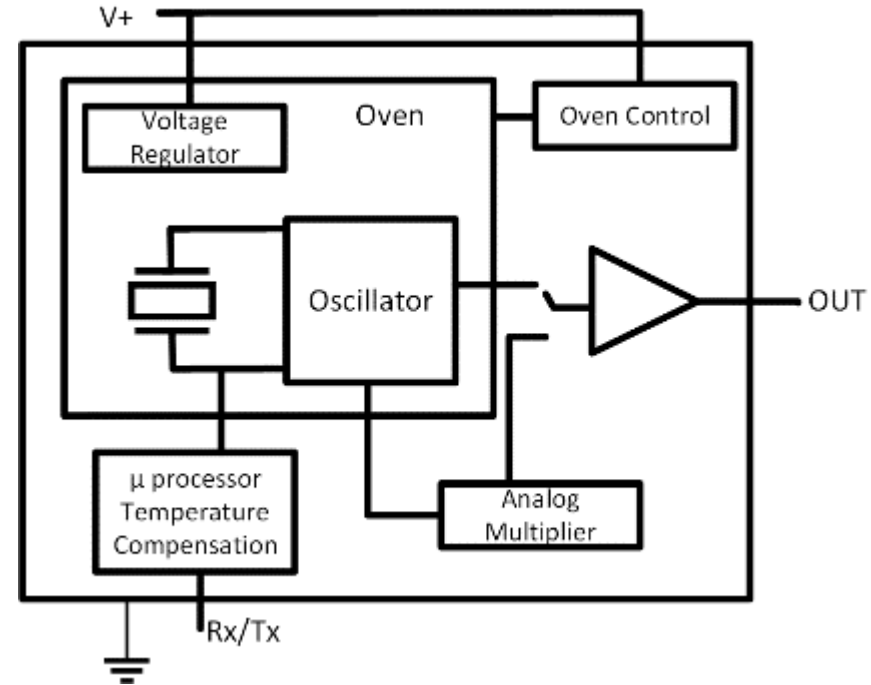 V+
Voltage
Regulator
Oven
Oven Control
Oscillator
OUT
μ processor
Temperature
Compensation
Analog
Multiplier
Rx/Tx